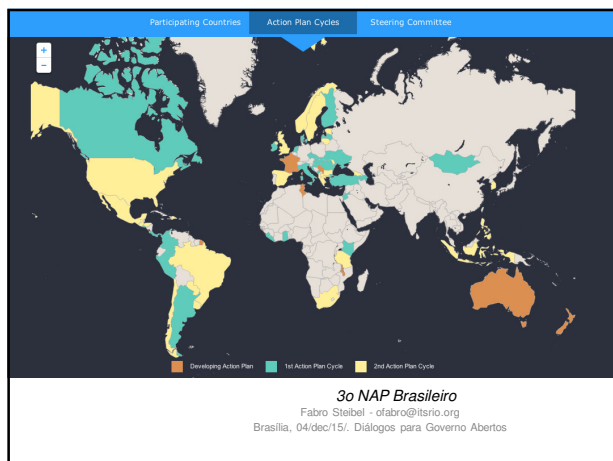 Participating Countries Action Plan Cycles Steering Committee
+
−
Developing Action Plan 1st Action Plan Cycle 2nd Action Plan Cycle
3o NAP Brasileiro
Fabro Steibel - ofabro@itsrio.org
Brasília, 04/dec/15/. Diálogos para Governo Abertos